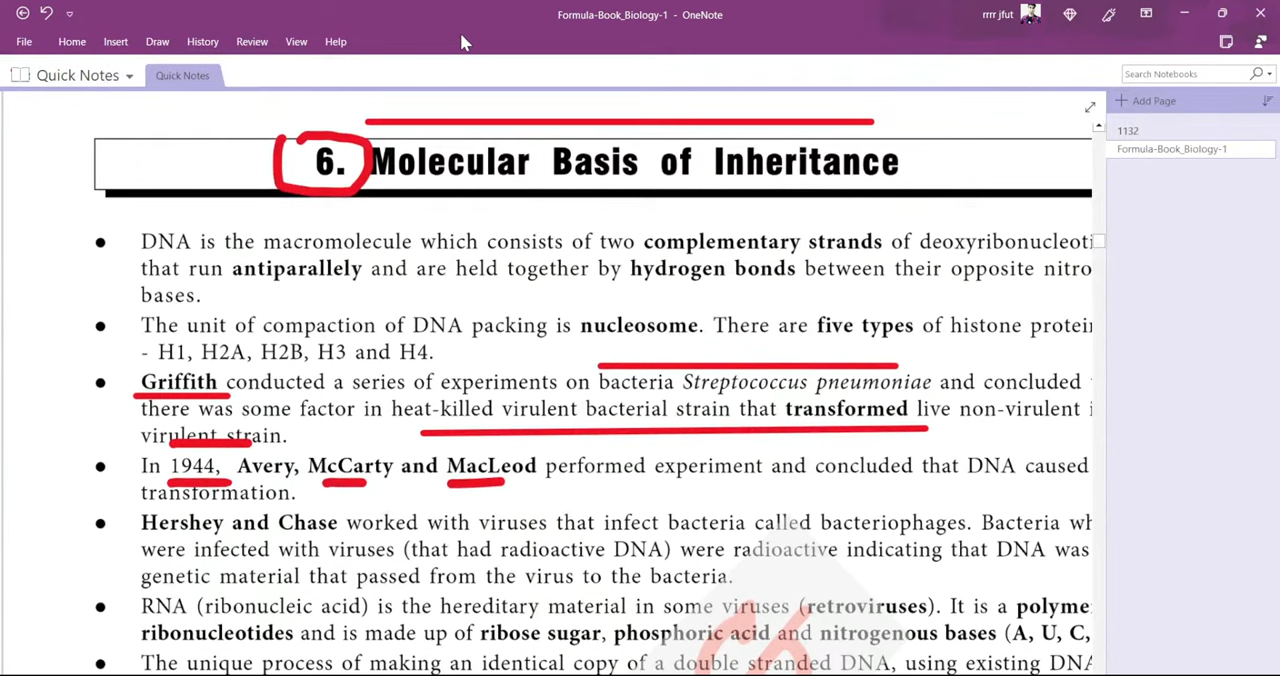 Formula-Book_Biology-1 - OneNote
rrrr jfut
File Home Insert Draw History Review View Help
Quick Notes
Quick Notes
Search Notebooks
Add Page
1132
Formula-Book_Biology-1
6. Molecular Basis of Inheritance
• DNA is the macromolecule which consists of two complementary strands of deoxyribonucleoti
that run antiparallely and are held together by hydrogen bonds between their opposite nitro
bases.
• The unit of compaction of DNA packing is nucleosome. There are five types of histone protein
- H1, H2A, H2B, H3 and H4.
• Griffith conducted a series of experiments on bacteria Streptococcus pneumoniae and concluded
there was some factor in heat-killed virulent bacterial strain that transformed live non-virulent i
virulent strain.
• In 1944, Avery, McCarty and MacLeod performed experiment and concluded that DNA caused
transformation.
• Hershey and Chase worked with viruses that infect bacteria called bacteriophages. Bacteria wh
were infected with viruses (that had radioactive DNA) were radioactive indicating that DNA was
genetic material that passed from the virus to the bacteria.
• RNA (ribonucleic acid) is the hereditary material in some viruses (retroviruses). It is a polyme
ribonucleotides and is made up of ribose sugar, phosphoric acid and nitrogenous bases (A, U, C,
• The unique process of making an identical copy of a double stranded DNA, using existing DNA